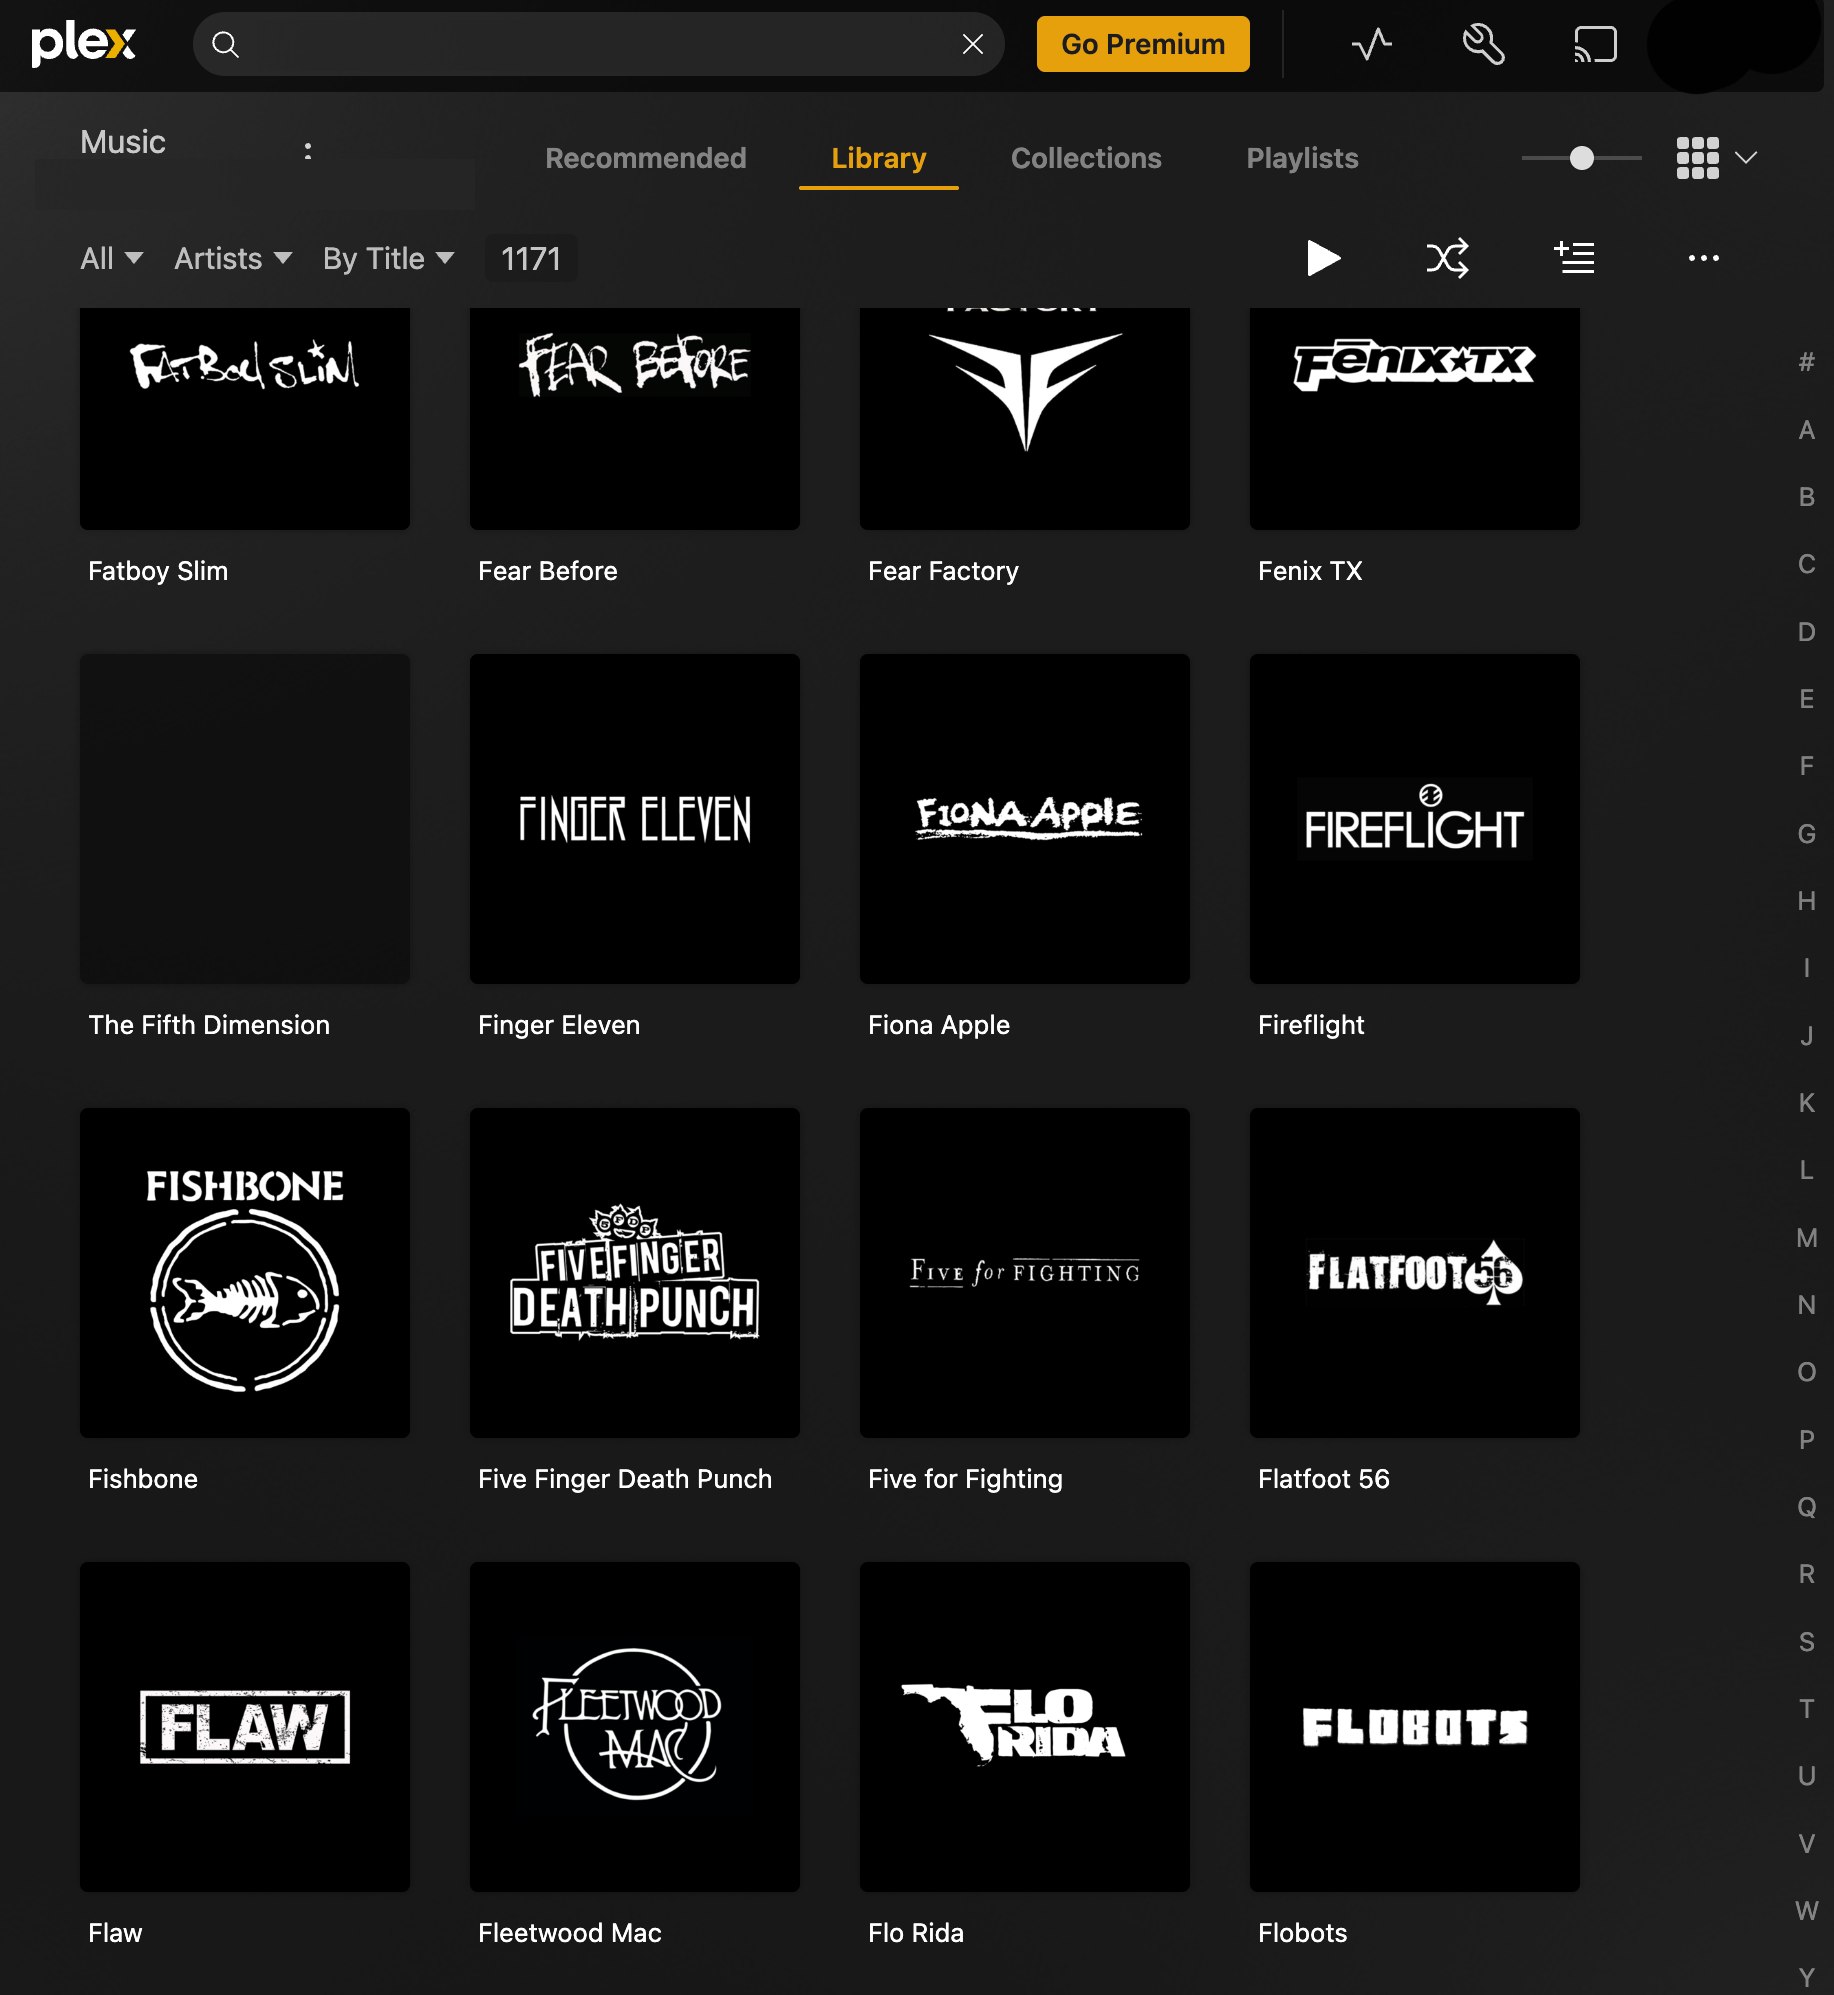 plex
Go Premium
Music
Recommended
Library
Collections
Playlists
All
Artists
By Title
1171
FATBOY SLIM
FEAR BEFORE
FACTORY
FENIX★TX
Fatboy Slim
Fear Before
Fear Factory
Fenix TX
FINGER ELEVEN
FIONA APPLE
FIREFLIGHT
The Fifth Dimension
Finger Eleven
Fiona Apple
Fireflight
FISHBONE
FIVE FINGER
DEATH PUNCH
FIVE for FIGHTING
FLATFOOT 56
Fishbone
Five Finger Death Punch
Five for Fighting
Flatfoot 56
FLAW
FLEETWOOD
MAC
FLO
RIDA
FLOBOTS
Flaw
Fleetwood Mac
Flo Rida
Flobots
#
A
B
C
D
E
F
G
H
I
J
K
L
M
N
O
P
Q
R
S
T
U
V
W
Y